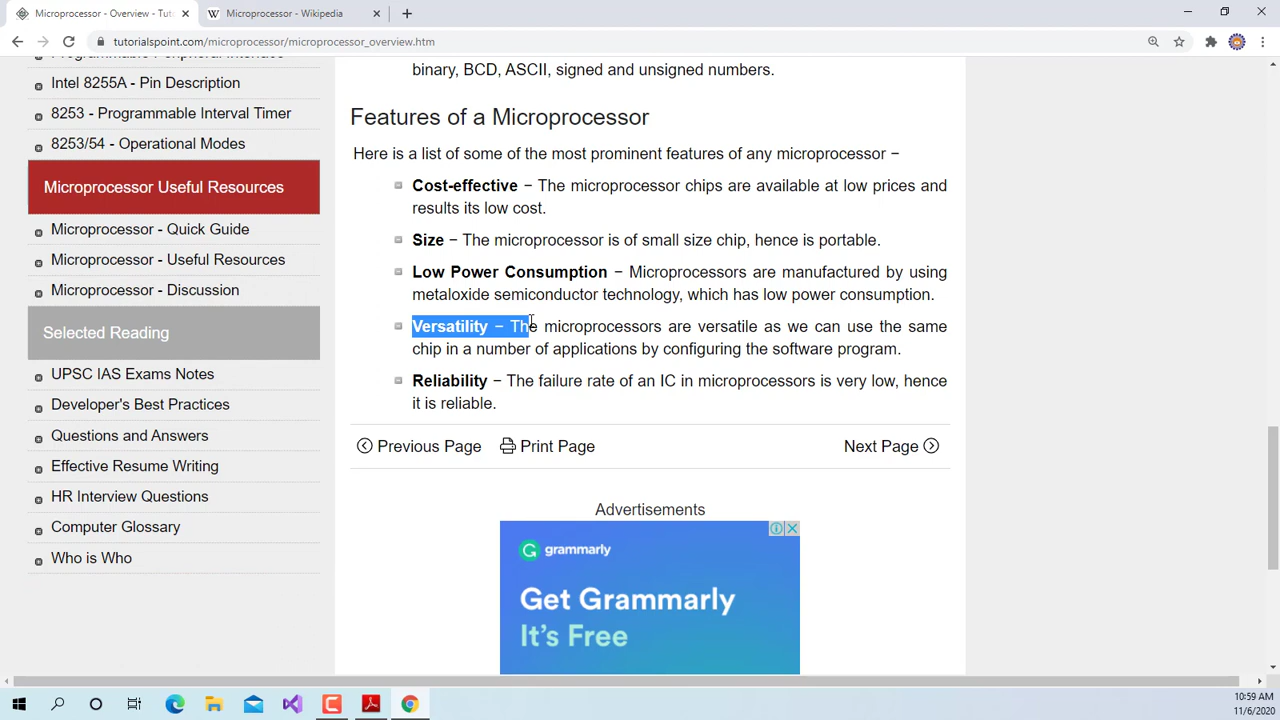 Microprocessor - Overview - Tut
Microprocessor - Wikipedia
tutorialspoint.com/microprocessor/microprocessor_overview.htm
Intel 8255A - Pin Description
8253 - Programmable Interval Timer
8253/54 - Operational Modes
Microprocessor Useful Resources
Microprocessor - Quick Guide
Microprocessor - Useful Resources
Microprocessor - Discussion
Selected Reading
UPSC IAS Exams Notes
Developer's Best Practices
Questions and Answers
Effective Resume Writing
HR Interview Questions
Computer Glossary
Who is Who
binary, BCD, ASCII, signed and unsigned numbers.
Features of a Microprocessor
Here is a list of some of the most prominent features of any microprocessor −
Cost-effective − The microprocessor chips are available at low prices and
results its low cost.
Size − The microprocessor is of small size chip, hence is portable.
Low Power Consumption − Microprocessors are manufactured by using
metaloxide semiconductor technology, which has low power consumption.
Versatility − The microprocessors are versatile as we can use the same
chip in a number of applications by configuring the software program.
Reliability − The failure rate of an IC in microprocessors is very low, hence
it is reliable.
Previous Page
Print Page
Next Page
Advertisements
grammarly
Get Grammarly
It's Free
10:59 AM
11/6/2020